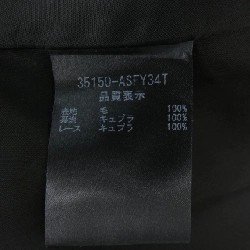 35150-ASFY34T
品質表示
表地 毛 100%
裏地 キュプラ 100%
レース キュプラ 100%